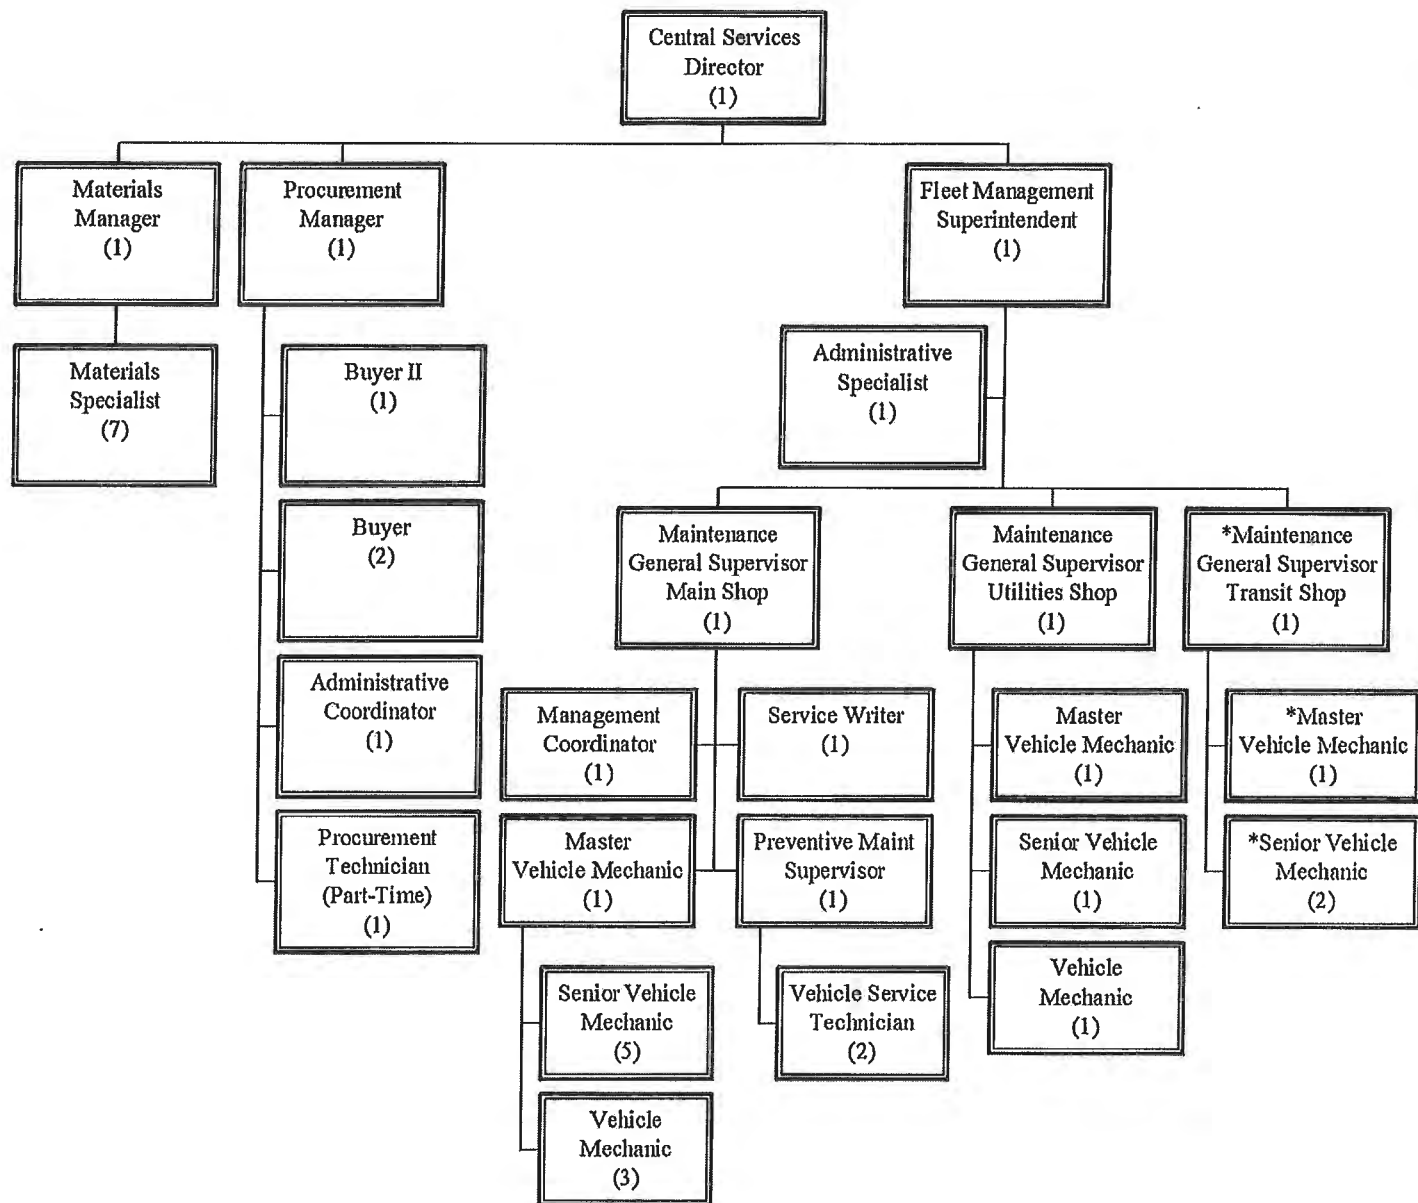 Central Services
Director
(1)
Materials
Manager
(1)
Procurement
Manager
(1)
Fleet Management
Superintendent
(1)
Materials
Specialist
(7)
Buyer II
(1)
Administrative
Specialist
(1)
Buyer
(2)
Administrative
Coordinator
(1)
Procurement
Technician
(Part-Time)
(1)
Maintenance
General Supervisor
Main Shop
(1)
Maintenance
General Supervisor
Utilities Shop
(1)
*Maintenance
General Supervisor
Transit Shop
(1)
Management
Coordinator
(1)
Service Writer
(1)
Master
Vehicle Mechanic
(1)
Preventive Maint
Supervisor
(1)
Senior Vehicle
Mechanic
(5)
Vehicle
Mechanic
(3)
Vehicle Service
Technician
(2)
Master
Vehicle Mechanic
(1)
Senior Vehicle
Mechanic
(1)
Vehicle
Mechanic
(1)
*Master
Vehicle Mechanic
(1)
*Senior Vehicle
Mechanic
(2)